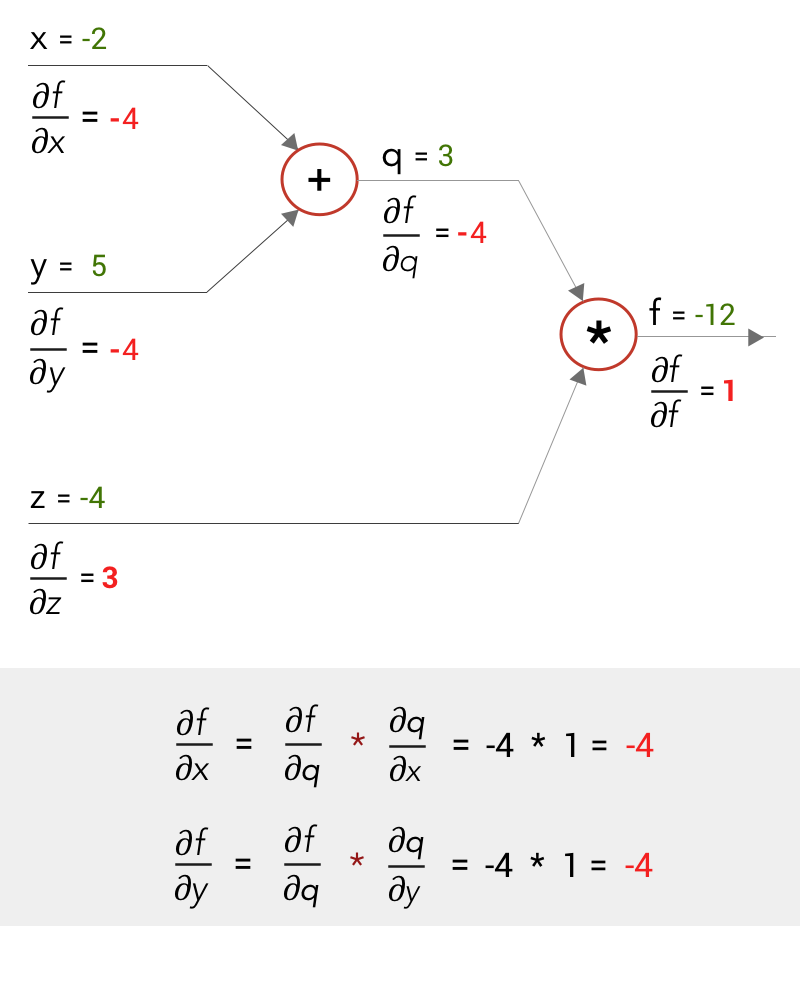 x = -2
∂f/∂x = -4
+
q = 3
∂f/∂q = -4
y = 5
∂f/∂y = -4
*
f = -12
∂f/∂f = 1
z = -4
∂f/∂z = 3
∂f/∂x = ∂f/∂q * ∂q/∂x = -4 * 1 = -4
∂f/∂y = ∂f/∂q * ∂q/∂y = -4 * 1 = -4